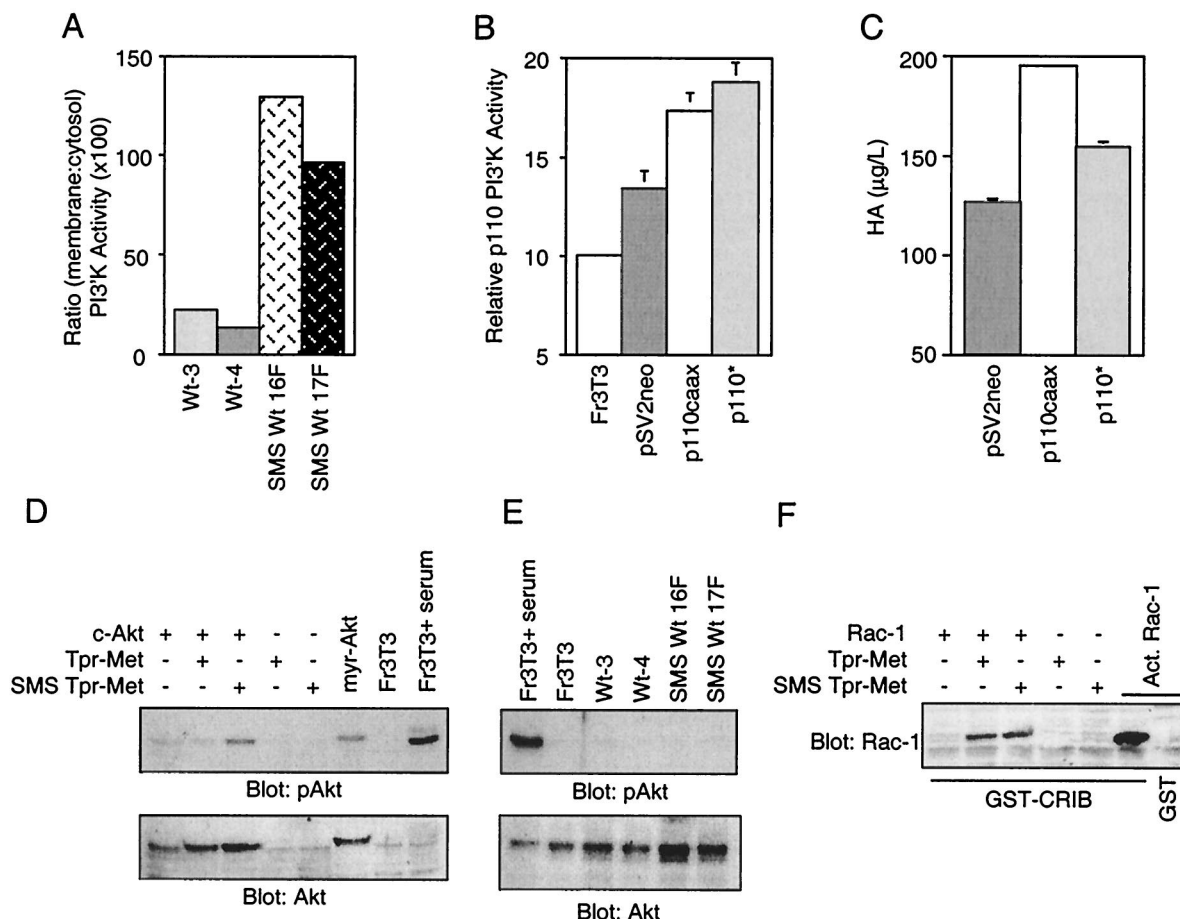 A
Ratio (membrane:cytosol)
PI3'K Activity (x100)
150
100
50
0
Wt-3
Wt-4
SMS Wt 16F
SMS Wt 17F
B
Relative p110 PI3'K Activity
20
15
10
5
Fr3T3
pSV2neo
p110caax
p110*
C
HA (µg/L)
200
150
100
50
pSV2neo
p110caax
p110*
D
c-Akt + + + - -
Tpr-Met - + - + -
SMS Tpr-Met - - + - +
myr-Akt
Fr3T3
Fr3T3+ serum
Blot: pAkt
Blot: Akt
E
Fr3T3+ serum
Fr3T3
Wt-3
Wt-4
SMS Wt 16F
SMS Wt 17F
Blot: pAkt
Blot: Akt
F
Rac-1 + + + - -
Tpr-Met - + - + -
SMS Tpr-Met - - + - +
Act. Rac-1
Blot: Rac-1
GST-CRIB
GST